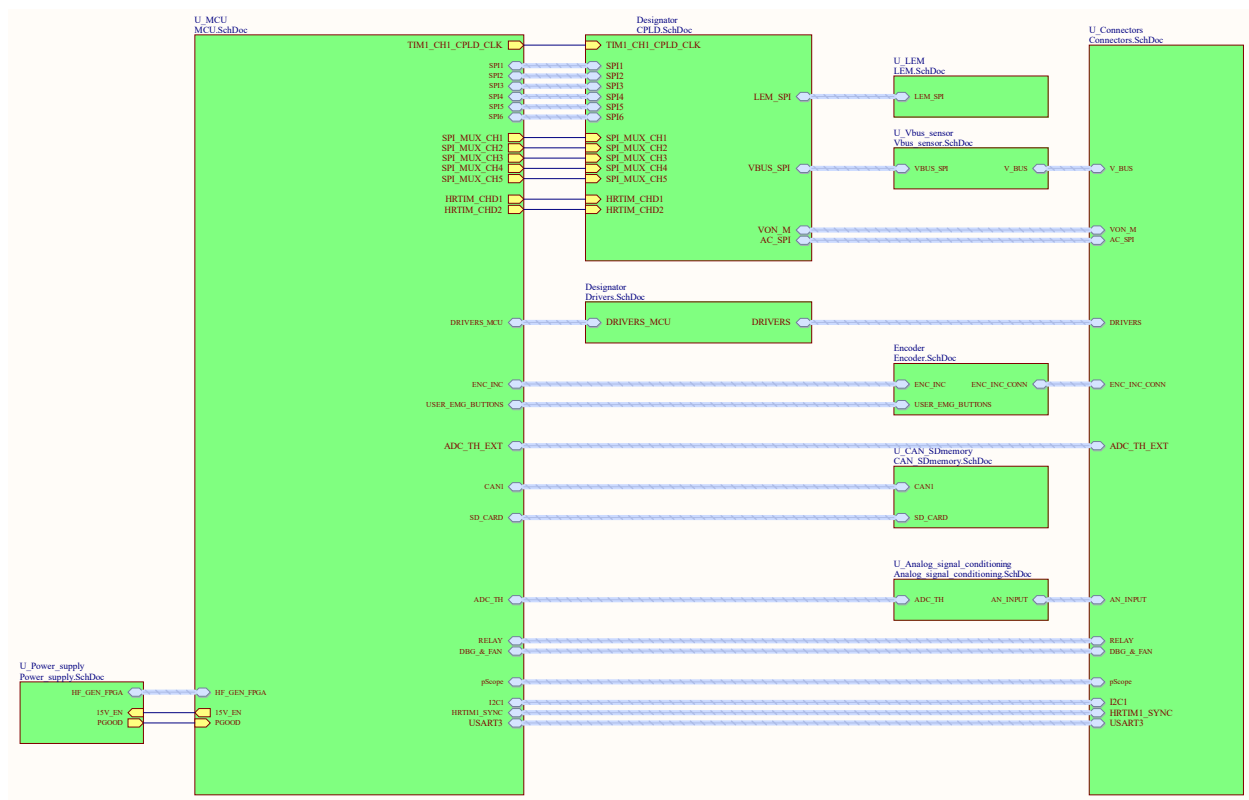 U_MCU
MCU.SchDoc
TIM1_CH1_CPLD_CLK
SPI1
SPI2
SPI3
SPI4
SPI5
SPI6
SPI_MUX_CH1
SPI_MUX_CH2
SPI_MUX_CH3
SPI_MUX_CH4
SPI_MUX_CH5
HRTIM_CHD1
HRTIM_CHD2
DRIVERS_MCU
ENC_INC
USER_EMG_BUTTONS
ADC_TH_EXT
CAN1
SD_CARD
ADC_TH
RELAY
DBG_&_FAN
pScope
I2C1
HRTIM1_SYNC
USART3
HF_GEN_FPGA
15V_EN
PGOOD
U_Power_supply
Power_supply.SchDoc
HF_GEN_FPGA
15V_EN
PGOOD
Designator
CPLD.SchDoc
TIM1_CH1_CPLD_CLK
SPI1
SPI2
SPI3
SPI4
SPI5
SPI6
SPI_MUX_CH1
SPI_MUX_CH2
SPI_MUX_CH3
SPI_MUX_CH4
SPI_MUX_CH5
HRTIM_CHD1
HRTIM_CHD2
LEM_SPI
VBUS_SPI
VON_M
AC_SPI
Designator
Drivers.SchDoc
DRIVERS_MCU DRIVERS
U_LEM
LEM.SchDoc
LEM_SPI
U_Vbus_sensor
Vbus_sensor.SchDoc
VBUS_SPI V_BUS
Encoder
Encoder.SchDoc
ENC_INC ENC_INC_CONN
USER_EMG_BUTTONS
U_CAN_SDmemory
CAN_SDmemory.SchDoc
CAN1
SD_CARD
U_Analog_signal_conditioning
Analog_signal_conditioning.SchDoc
ADC_TH AN_INPUT
U_Connectors
Connectors.SchDoc
V_BUS
VON_M
AC_SPI
DRIVERS
ENC_INC_CONN
ADC_TH_EXT
AN_INPUT
RELAY
DBG_&_FAN
pScope
I2C1
HRTIM1_SYNC
USART3